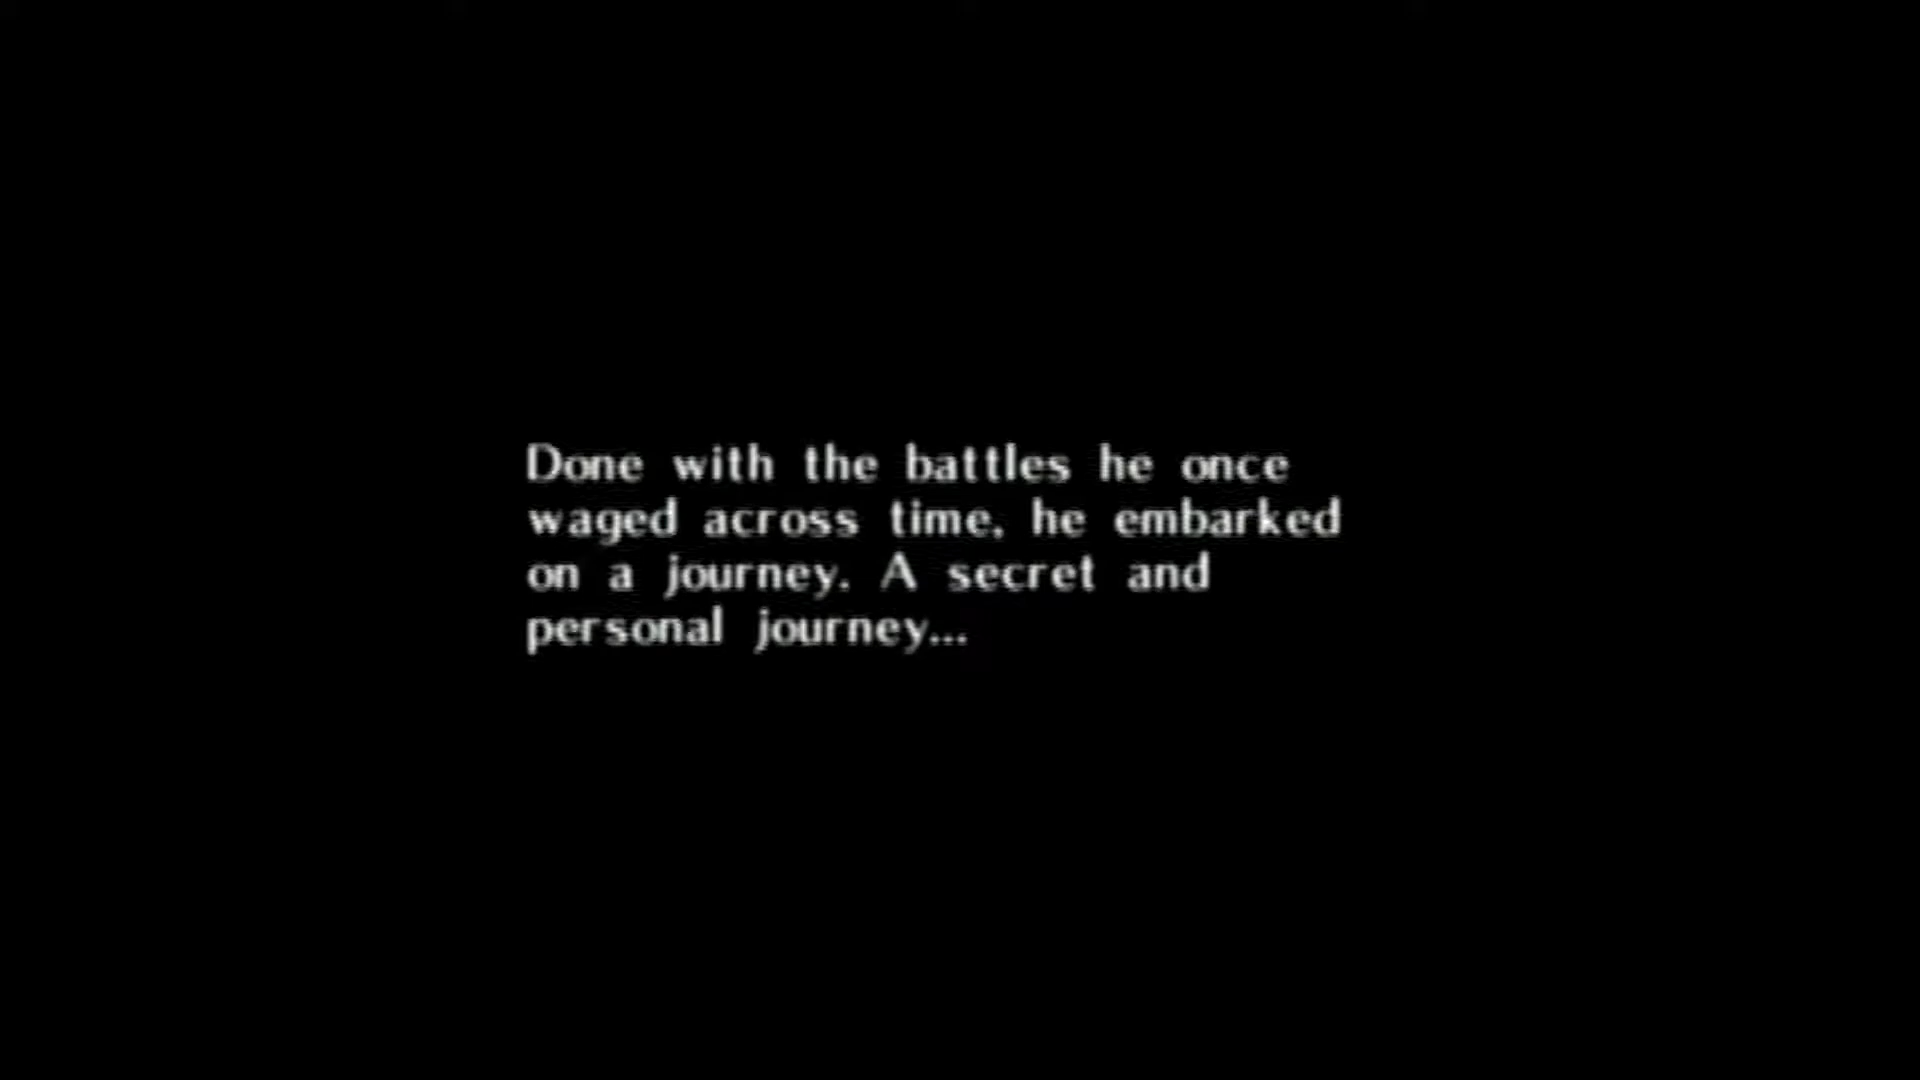 Done with the battles he once
waged across time, he embarked
on a journey. A secret and
personal journey...